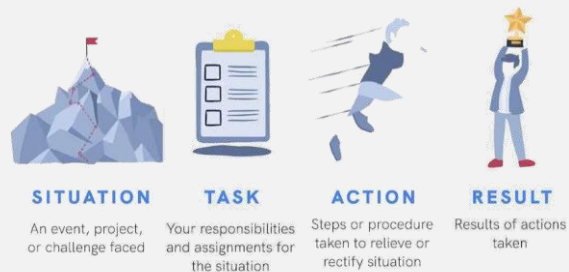 SITUATION
An event, project,
or challenge faced
TASK
Your responsibilities
and assignments for
the situation
ACTION
Steps or procedure
taken to relieve or
rectify situation
RESULT
Results of actions
taken